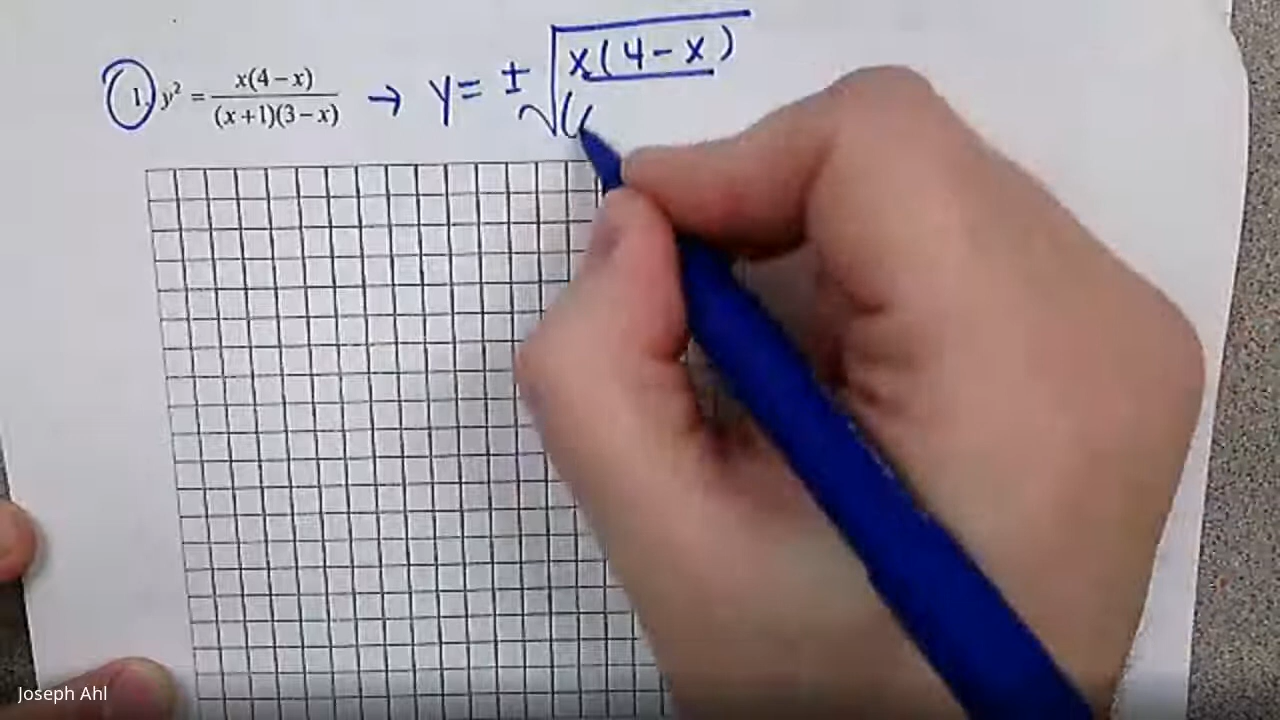 1. y² = x(4-x) / (x+1)(3-x) → y = ± √ x(4-x)
(
Joseph Ahl